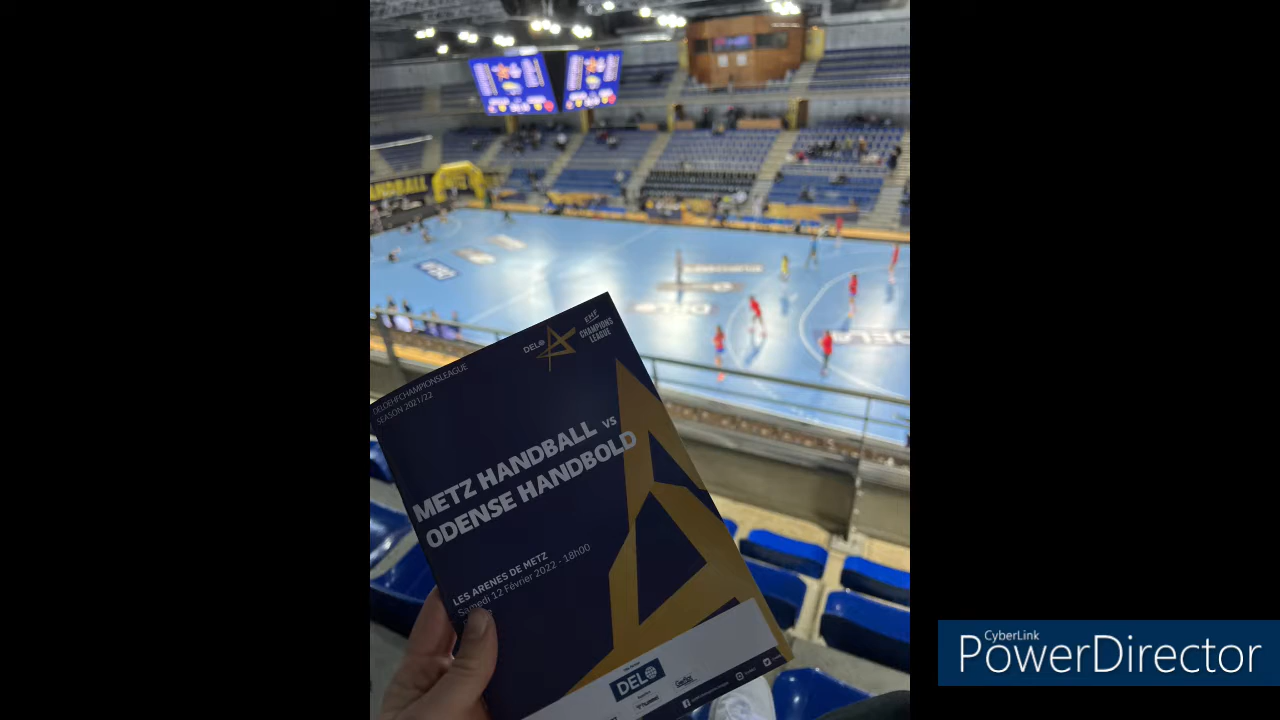 ANDBALL
DELO
EHF
CHAMPIONS
LEAGUE
DELOEHFCHAMPIONSLEAGUE
SEASON 2021/22
METZ HANDBALL vs
ODENSE HANDBOLD
LES ARENES DE METZ
Samedi 12 Février 2022 - 18h00
DELO
CyberLink
PowerDirector